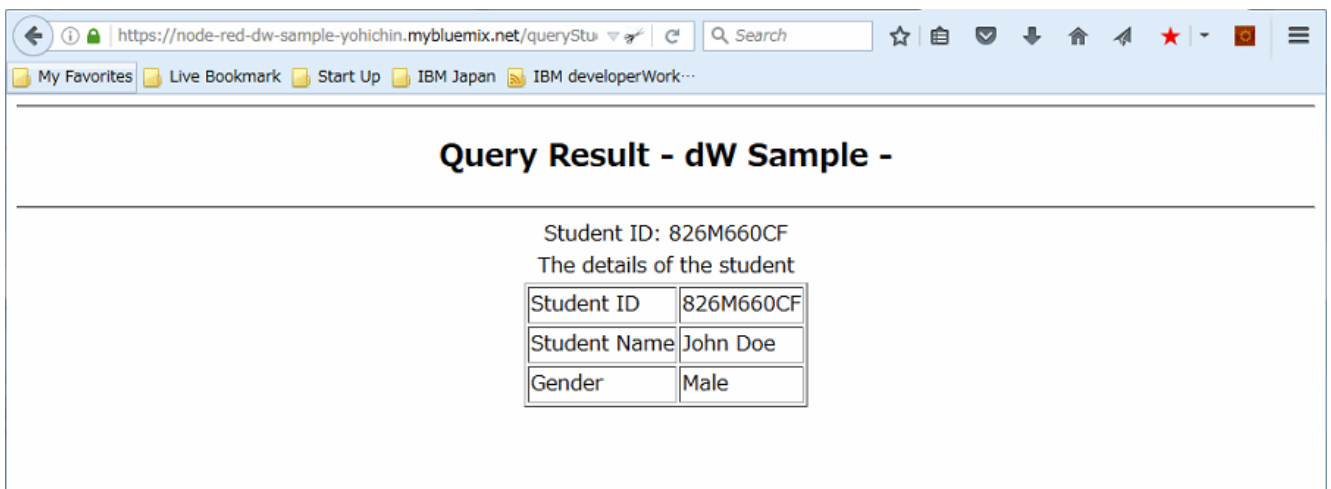 https://node-red-dw-sample-yohichin.mybluemix.net/queryStu
Search
My Favorites Live Bookmark Start Up IBM Japan IBM developerWork…
Query Result - dW Sample -
Student ID: 826M660CF
The details of the student
Student ID 826M660CF
Student Name John Doe
Gender Male